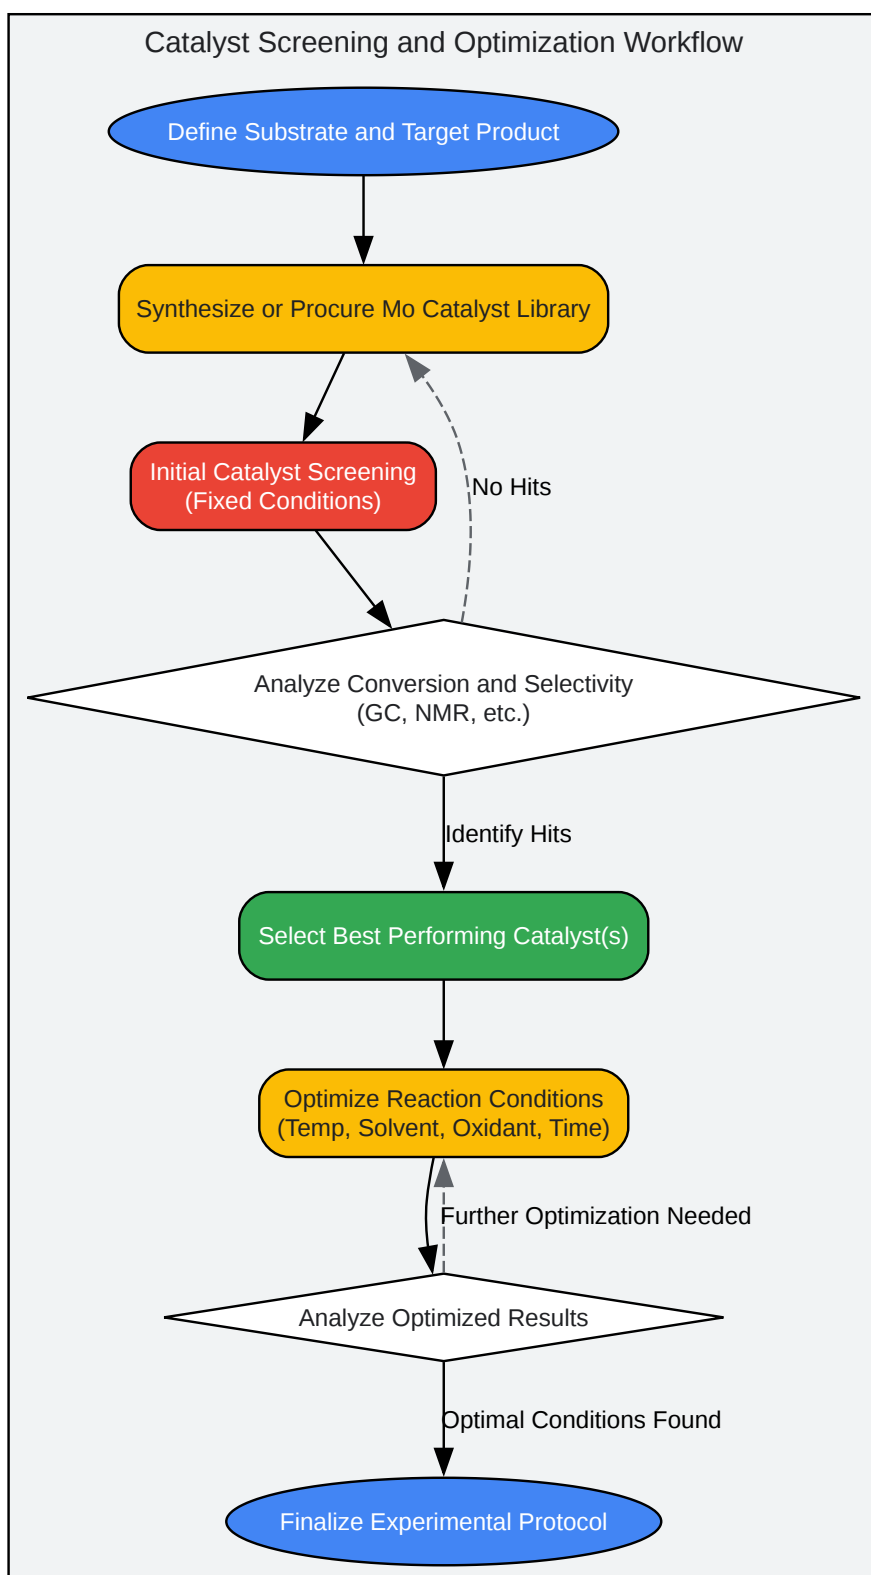 Catalyst Screening and Optimization Workflow
Define Substrate and Target Product
Synthesize or Procure Mo Catalyst Library
Initial Catalyst Screening
(Fixed Conditions)
No Hits
Analyze Conversion and Selectivity
(GC, NMR, etc.)
Identify Hits
Select Best Performing Catalyst(s)
Optimize Reaction Conditions
(Temp, Solvent, Oxidant, Time)
Further Optimization Needed
Analyze Optimized Results
Optimal Conditions Found
Finalize Experimental Protocol